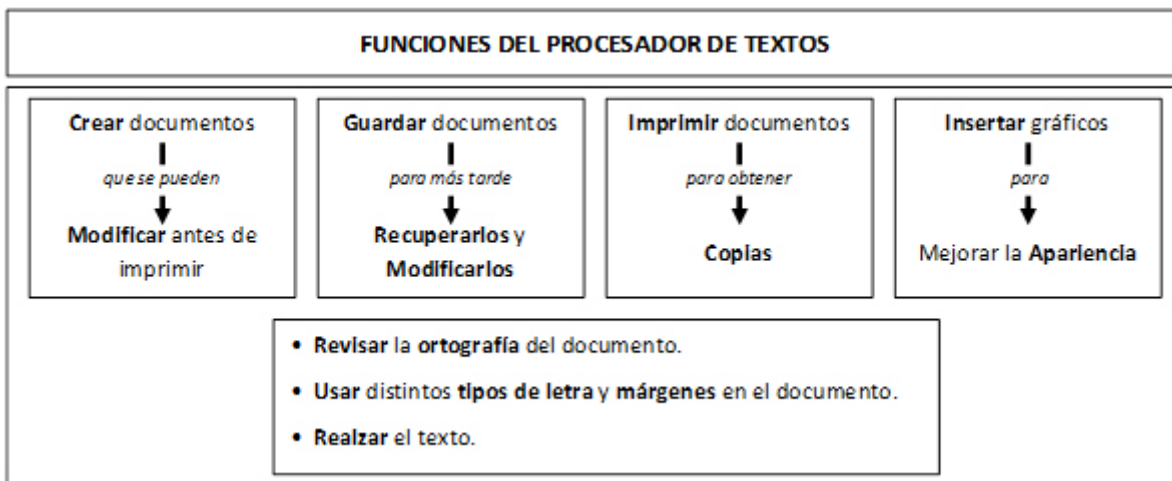 FUNCIONES DEL PROCESADOR DE TEXTOS
Crear documentos
que se pueden
Modificar antes de
imprimir
Guardar documentos
para más tarde
Recuperarlos y
Modificarlos
Imprimir documentos
para obtener
Copias
Insertar gráficos
para
Mejorar la Apariencia
• Revisar la ortografía del documento.
• Usar distintos tipos de letra y márgenes en el documento.
• Realzar el texto.